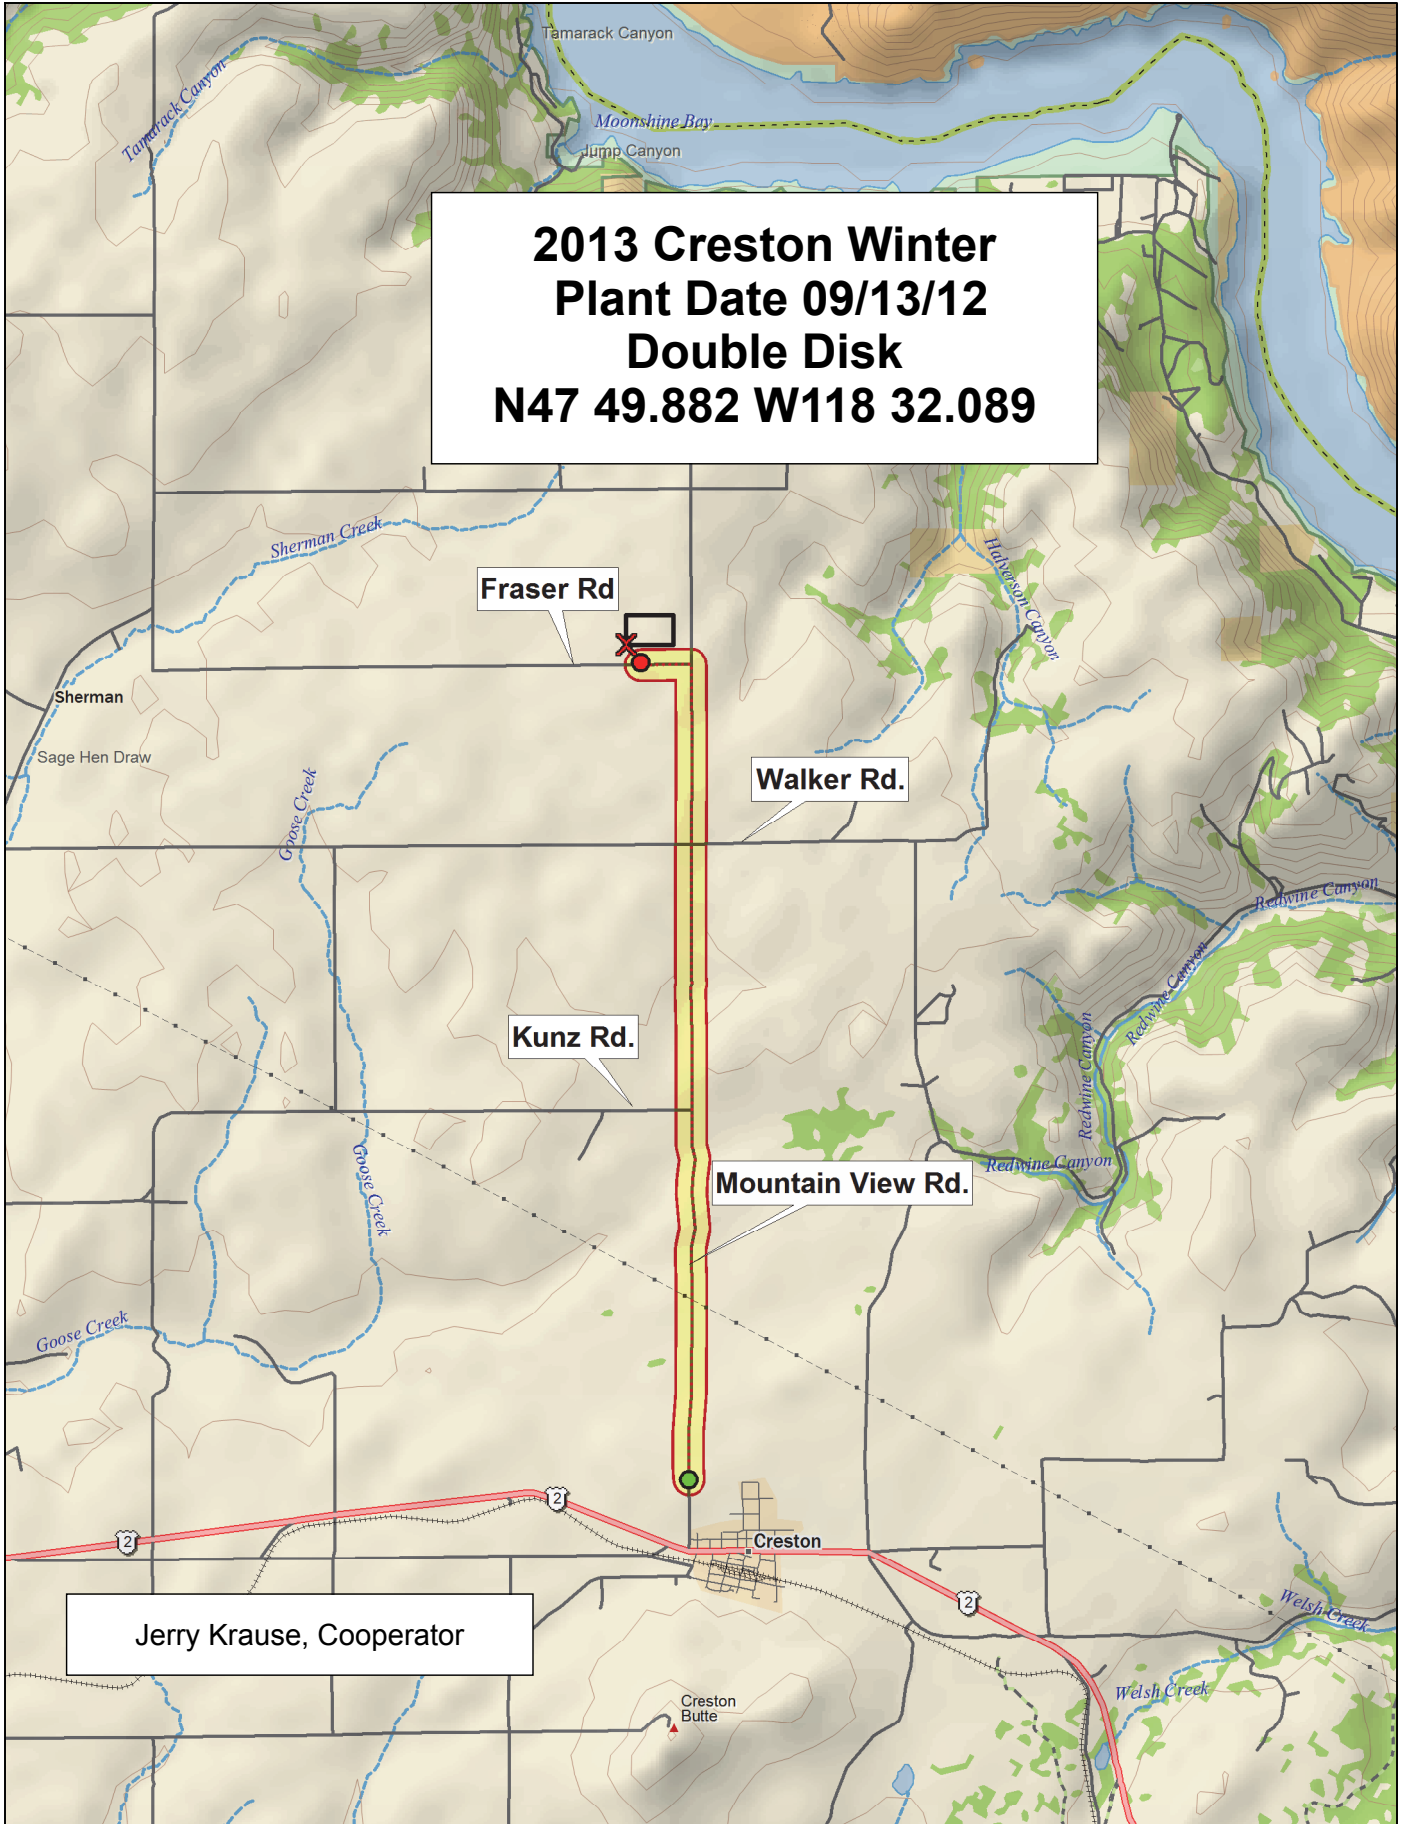 Tamarack Canyon
Tamarack Canyon
Moonshine Bay
Jump Canyon
2013 Creston Winter
Plant Date 09/13/12
Double Disk
N47 49.882 W118 32.089
Sherman Creek
Halverson Canyon
Fraser Rd
X
Sherman
Sage Hen Draw
Goose Creek
Walker Rd.
Redwine Canyon
Redwine Canyon
Redwine Canyon
Kunz Rd.
Goose Creek
Redwine Canyon
Mountain View Rd.
Goose Creek
2
2
Creston
2
Welsh Creek
Jerry Krause, Cooperator
Welsh Creek
Creston
Butte